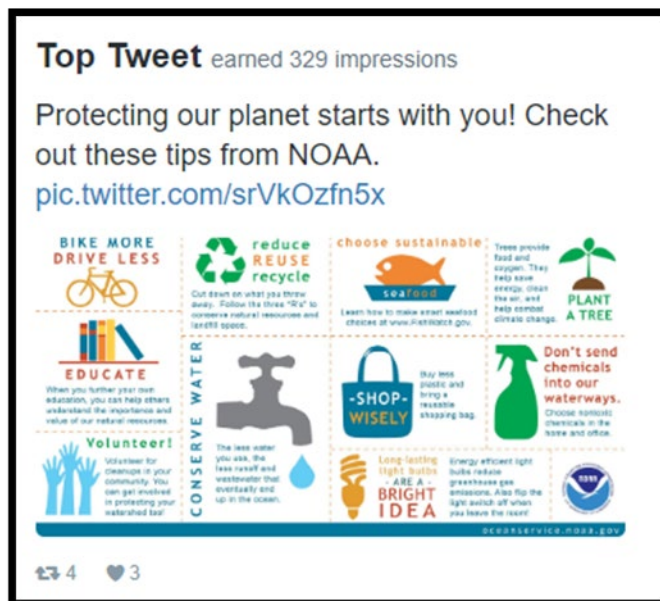 Top Tweet earned 329 impressions
Protecting our planet starts with you! Check
out these tips from NOAA.
pic.twitter.com/srVkOzfn5x
BIKE MORE
DRIVE LESS
reduce
REUSE
recycle
Cut down on what you throw
away. Follow the three "R's" to
conserve natural resources and
landfill space.
choose sustainable
seafood
Learn how to make smart seafood
choices at www.FishWatch.gov.
Trees provide
food and
oxygen. They
help save
energy, clean
the air, and
help combat
climate change.
PLANT
A TREE
EDUCATE
When you further your own
education, you can help others
understand the importance and
value of our natural resources.
CONSERVE WATER
The less water
you use, the
less runoff and
wastewater that
eventually end
up in the ocean.
-SHOP-
WISELY
Buy less
plastic and
bring a
reusable
shopping bag.
Don't send
chemicals
into our
waterways.
Choose nontoxic
chemicals in the
home and office.
Volunteer!
Volunteer for
cleanups in your
community. You
can get involved
in protecting your
watershed too!
Long-lasting
light bulbs
- ARE A -
BRIGHT
IDEA
Energy efficient light
bulbs reduce
greenhouse gas
emissions. Also flip the
light switch off when
you leave the room!
noaa
oceanservice.noaa.gov
4 3